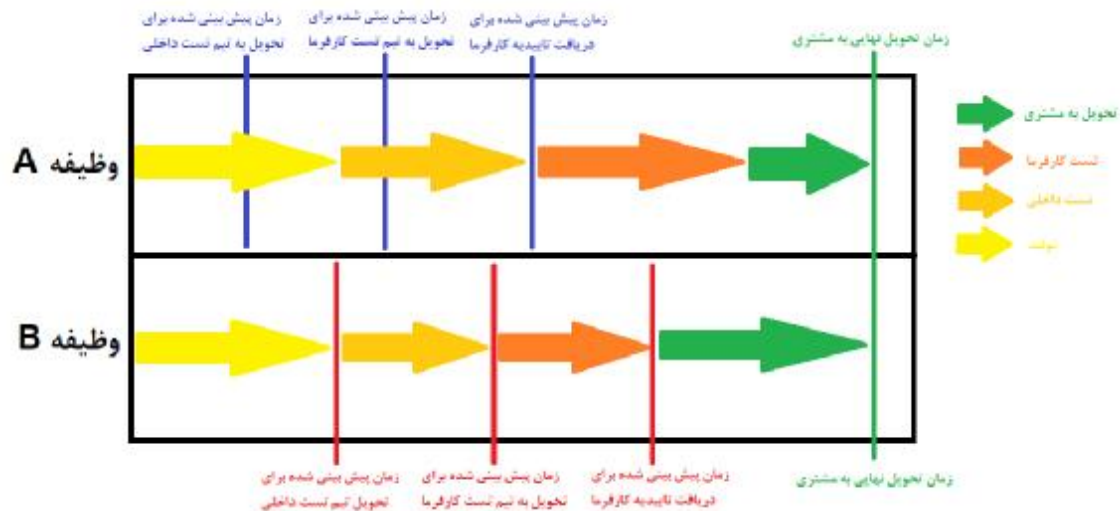 زمان پیش بینی شده برای
تحویل به تیم تست داخلی
زمان پیش بینی شده برای
تحویل به تیم تست کارفرما
زمان پیش بینی شده برای
دریافت تاییدیه کارفرما
زمان تحویل نهایی به مشتری
تحویل به مشتری
تست کارفرما
تست داخلی
تولید
وظیفه A
وظیفه B
زمان پیش بینی شده برای
تحویل تیم تست داخلی
زمان پیش بینی شده برای
تحویل به تیم تست کارفرما
زمان پیش بینی شده برای
دریافت تاییدیه کارفرما
زمان تحویل نهایی به مشتری